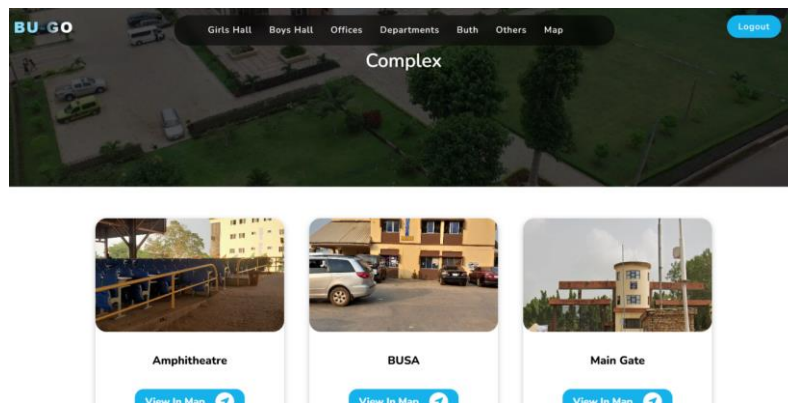 BU-GO
Girls Hall Boys Hall Offices Departments Buth Others Map
Logout
Complex
Amphitheatre
BUSA
Main Gate
View In Map
View In Map
View In Map